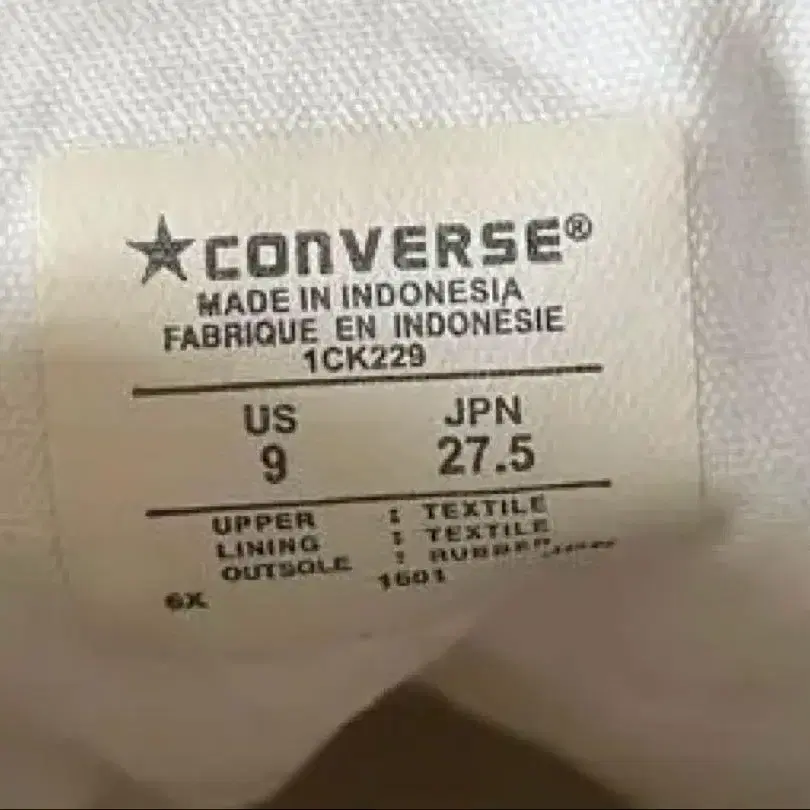 ★CONVERSE®
MADE IN INDONESIA
FABRIQUE EN INDONESIE
1CK229
US JPN
9 27.5
UPPER : TEXTILE
LINING : TEXTILE
OUTSOLE : RUBBER
6X 1601